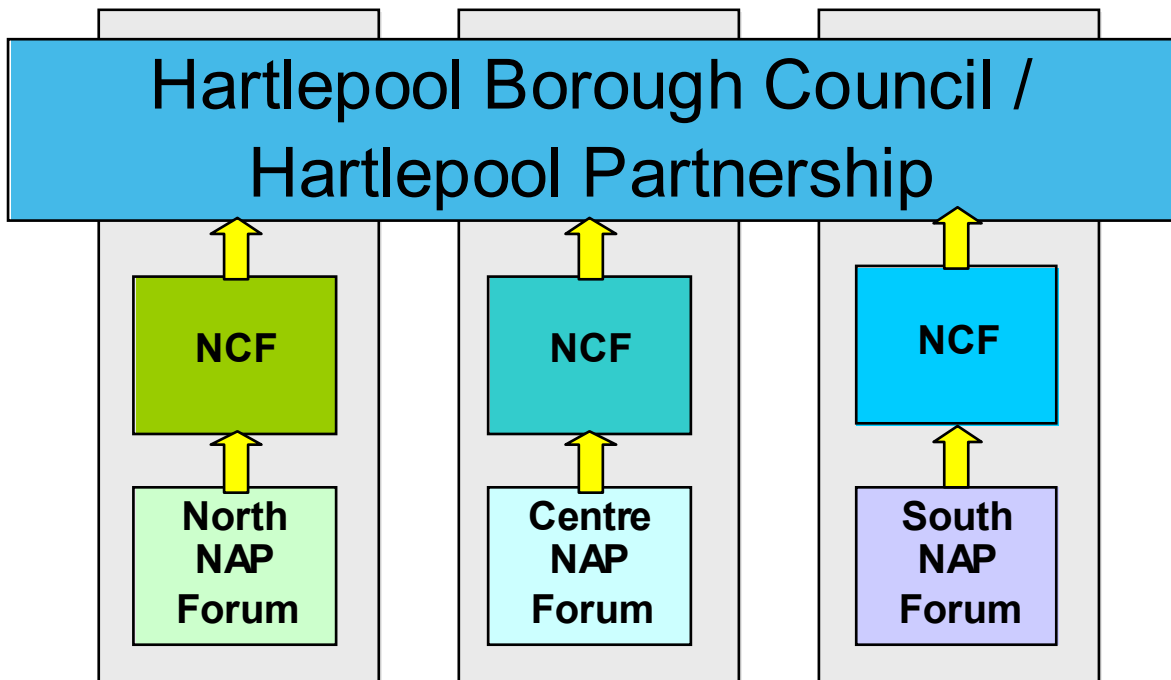 Hartlepool Borough Council /
Hartlepool Partnership
NCF
NCF
NCF
North
NAP
Forum
Centre
NAP
Forum
South
NAP
Forum